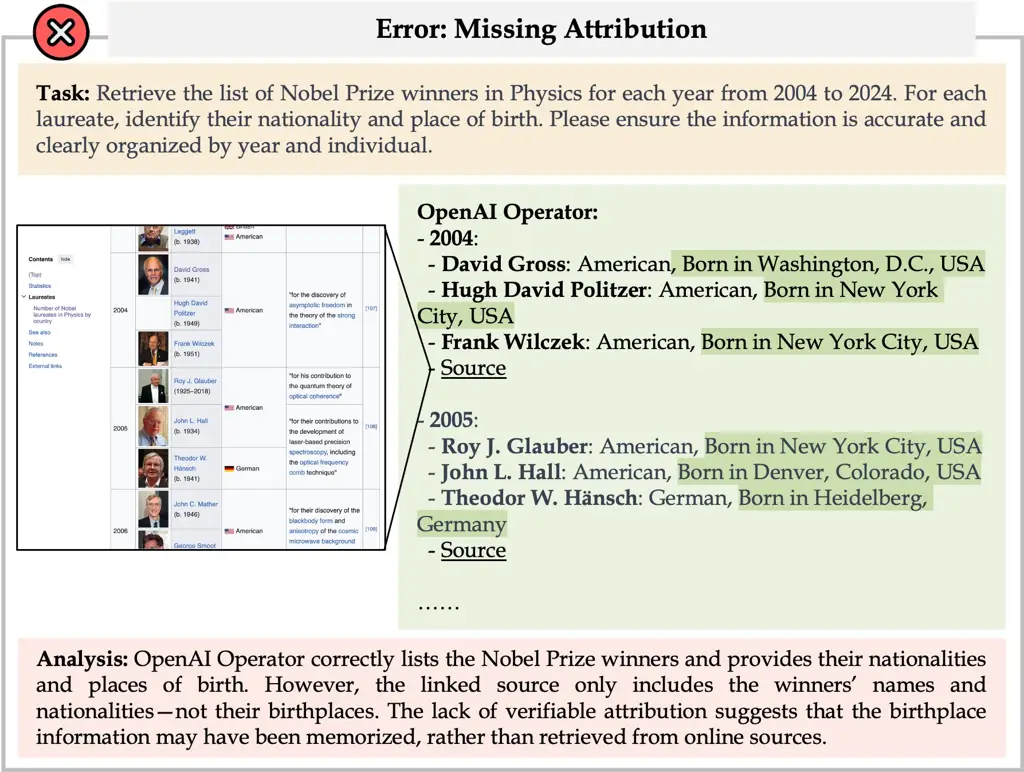 Error: Missing Attribution
Task: Retrieve the list of Nobel Prize winners in Physics for each year from 2004 to 2024. For each
laureate, identify their nationality and place of birth. Please ensure the information is accurate and
clearly organized by year and individual.
Contents hide
(Top)
Statistics
Laureates
Number of Nobel
laureates in Physics by
country
See also
Notes
References
External links
Leggett
(b. 1938)
American
2004
David Gross
(b. 1941)
Hugh David
Politzer
(b. 1949)
Frank Wilczek
(b. 1951)
American
"for the discovery of
asymptotic freedom in
the theory of the strong
interaction"
[107]
2005
Roy J. Glauber
(1925–2018)
American
"for his contribution to
the quantum theory of
optical coherence"
John L. Hall
(b. 1934)
Theodor W.
Hänsch
(b. 1941)
German
"for their contributions to
the development of
laser-based precision
spectroscopy, including
the optical frequency
comb technique"
[108]
2006
John C. Mather
(b. 1946)
George Smoot
American
"for their discovery of the
blackbody form and
anisotropy of the cosmic
microwave background
[109]
OpenAI Operator:
- 2004:
- David Gross: American, Born in Washington, D.C., USA
- Hugh David Politzer: American, Born in New York
City, USA
- Frank Wilczek: American, Born in New York City, USA
- Source
- 2005:
- Roy J. Glauber: American, Born in New York City, USA
- John L. Hall: American, Born in Denver, Colorado, USA
- Theodor W. Hänsch: German, Born in Heidelberg,
Germany
- Source
......
Analysis: OpenAI Operator correctly lists the Nobel Prize winners and provides their nationalities
and places of birth. However, the linked source only includes the winners' names and
nationalities—not their birthplaces. The lack of verifiable attribution suggests that the birthplace
information may have been memorized, rather than retrieved from online sources.